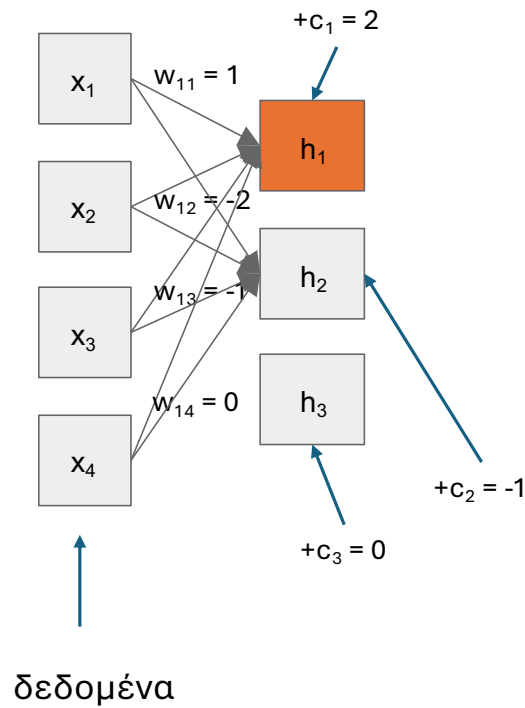 +c₁ = 2
x₁
w₁₁ = 1
h₁
x₂
w₁₂ = -2
h₂
w₁₃ = -1
x₃
h₃
w₁₄ = 0
x₄
+c₂ = -1
+c₃ = 0
δεδομένα